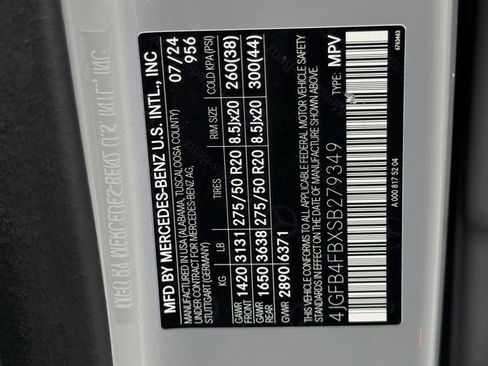 MFD BY MERCEDES-BENZ U.S. INTL., INC
MANUFACTURED IN USA (ALABAMA, TUSCALOOSA COUNTY)
UNDER CONTRACT FOR MERCEDES-BENZ AG,
STUTTGART (GERMANY)
07/24
956
KG LB TIRES RIM SIZE COLD KPA (PSI)
GAWR FRONT 1420 3131 275/50 R20 8.5Jx20 260(38)
GAWR REAR 1650 3638 275/50 R20 8.5Jx20 300(44)
GVWR 2890 6371
THIS VEHICLE CONFORMS TO ALL APPLICABLE FEDERAL MOTOR VEHICLE SAFETY
STANDARDS IN EFFECT ON THE DATE OF MANUFACTURE SHOWN ABOVE.
4JGFB4FBXSB279349 TYPE: MPV
A 000 817 52 04
6763463